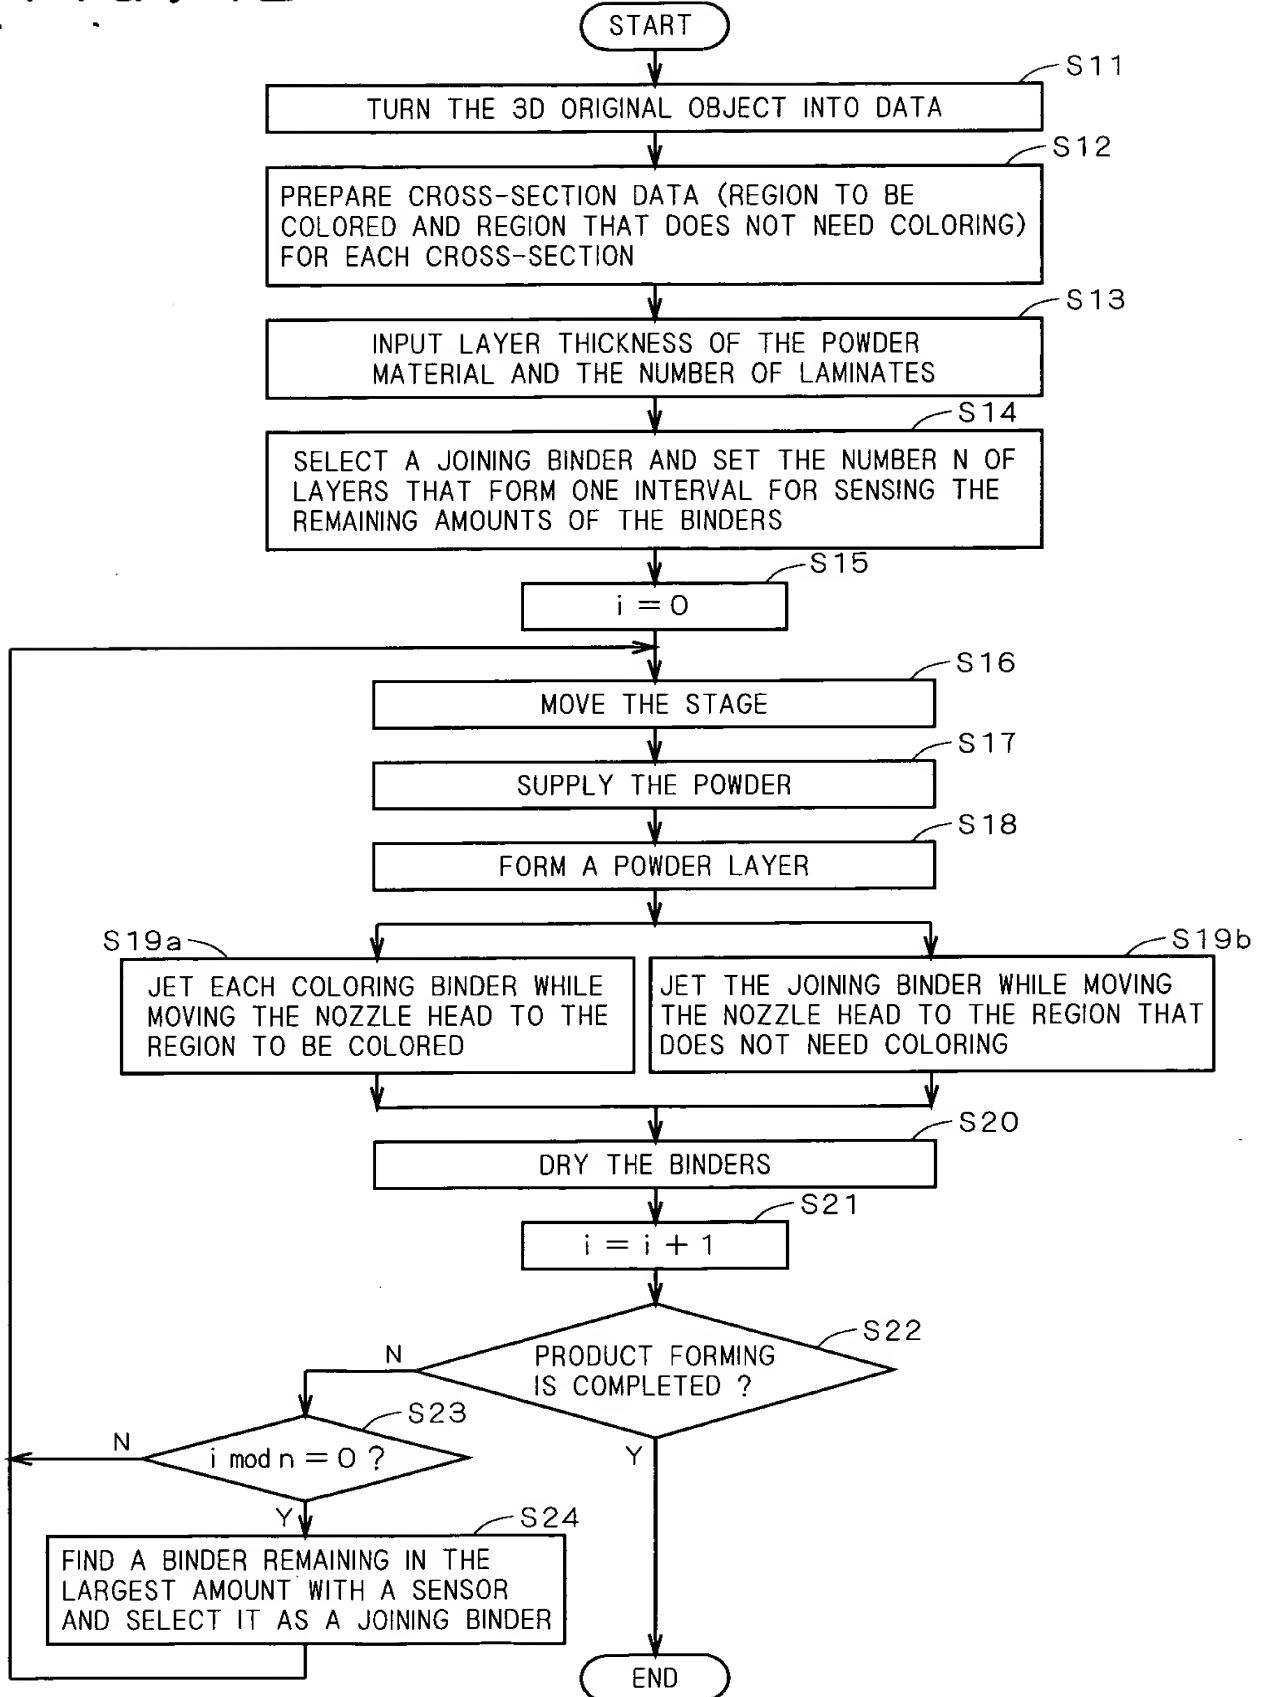 START
S11
TURN THE 3D ORIGINAL OBJECT INTO DATA
S12
PREPARE CROSS-SECTION DATA (REGION TO BE
COLORED AND REGION THAT DOES NOT NEED COLORING)
FOR EACH CROSS-SECTION
S13
INPUT LAYER THICKNESS OF THE POWDER
MATERIAL AND THE NUMBER OF LAMINATES
S14
SELECT A JOINING BINDER AND SET THE NUMBER N OF
LAYERS THAT FORM ONE INTERVAL FOR SENSING THE
REMAINING AMOUNTS OF THE BINDERS
S15
i = 0
S16
MOVE THE STAGE
S17
SUPPLY THE POWDER
S18
FORM A POWDER LAYER
S19a
JET EACH COLORING BINDER WHILE
MOVING THE NOZZLE HEAD TO THE
REGION TO BE COLORED
S19b
JET THE JOINING BINDER WHILE MOVING
THE NOZZLE HEAD TO THE REGION THAT
DOES NOT NEED COLORING
S20
DRY THE BINDERS
S21
i = i + 1
S22
PRODUCT FORMING
IS COMPLETED ?
N
Y
S23
i mod n = 0 ?
N
Y
S24
FIND A BINDER REMAINING IN THE
LARGEST AMOUNT WITH A SENSOR
AND SELECT IT AS A JOINING BINDER
END